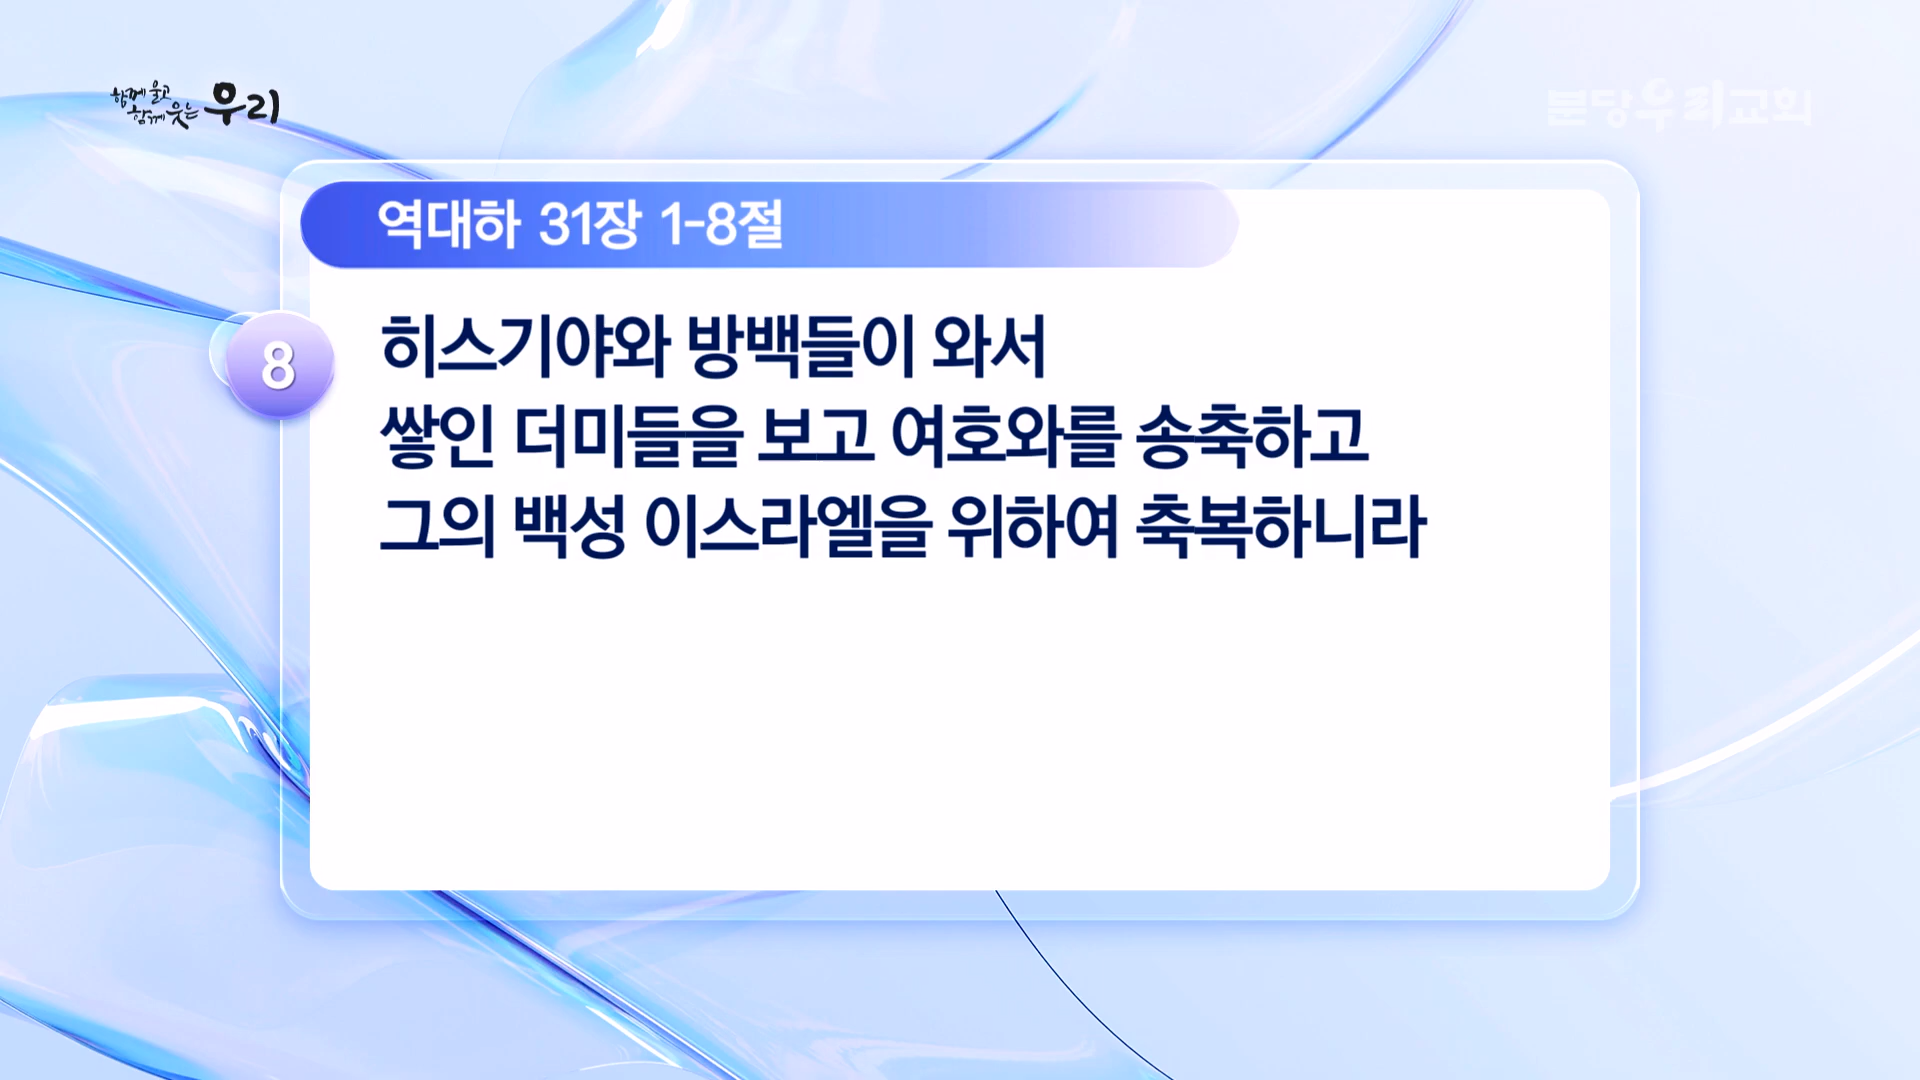 함께 울고
함께 웃는 우리
분당우리교회
역대하 31장 1-8절
8
히스기야와 방백들이 와서
쌓인 더미들을 보고 여호와를 송축하고
그의 백성 이스라엘을 위하여 축복하니라